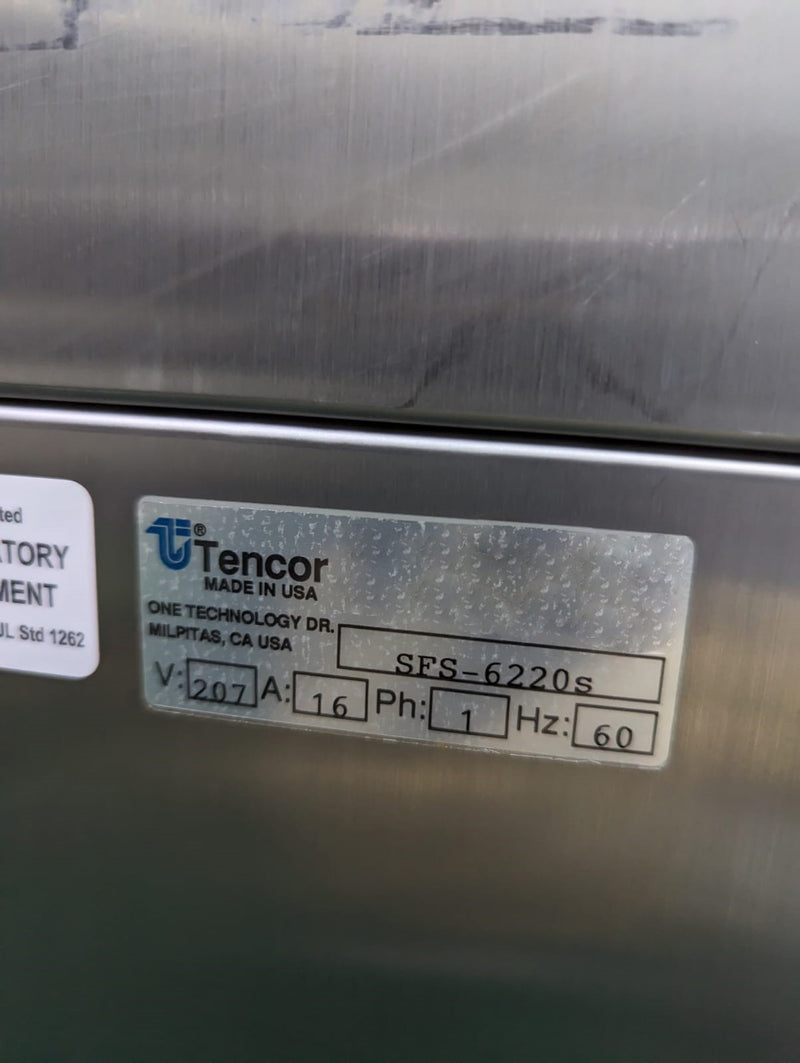 ted
ATORY
MENT
UL Std 1262
® Tencor
MADE IN USA
ONE TECHNOLOGY DR.
MILPITAS, CA USA
SFS-6220s
V: 207 A: 16 Ph: 1 Hz: 60